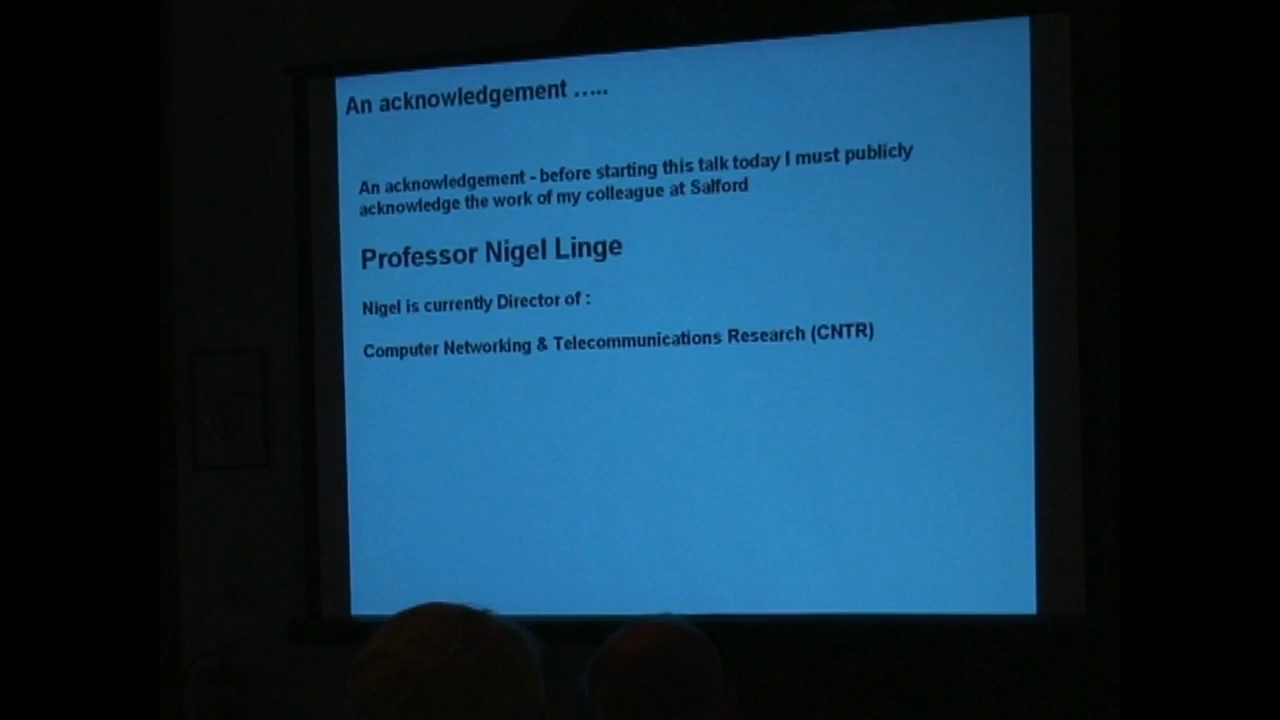 An acknowledgement .....
An acknowledgement - before starting this talk today I must publicly
acknowledge the work of my colleague at Salford
Professor Nigel Linge
Nigel is currently Director of :
Computer Networking & Telecommunications Research (CNTR)